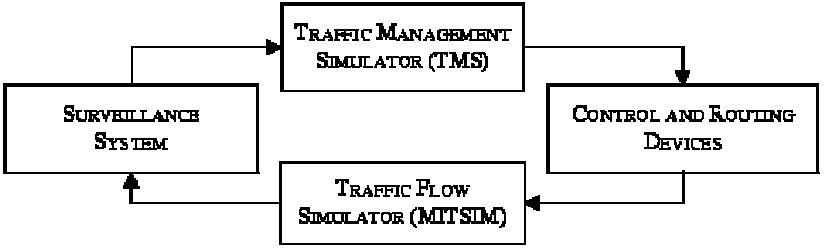 TRAFFIC MANAGEMENT
SIMULATOR (TMS)
SURVEILLANCE
SYSTEM
CONTROL AND ROUTING
DEVICES
TRAFFIC FLOW
SIMULATOR (MITSIM)